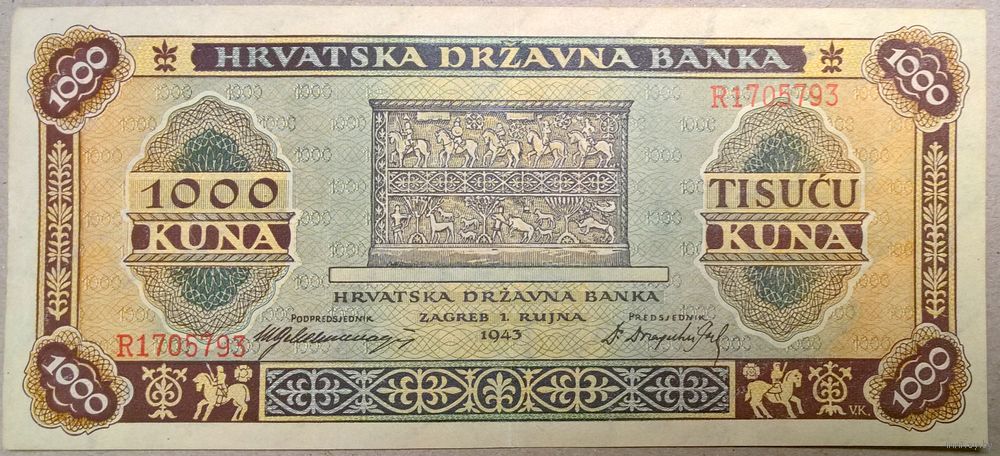 1000
HRVATSKA DRŽAVNA BANKA
1000
R1705793
1000
KUNA
TISUĆU
KUNA
HRVATSKA DRŽAVNA BANKA
PODPREDSJEDNIK
ZAGREB 1. RUJNA
PREDSJEDNIK
1943
R1705793
1000
1000
V.K.